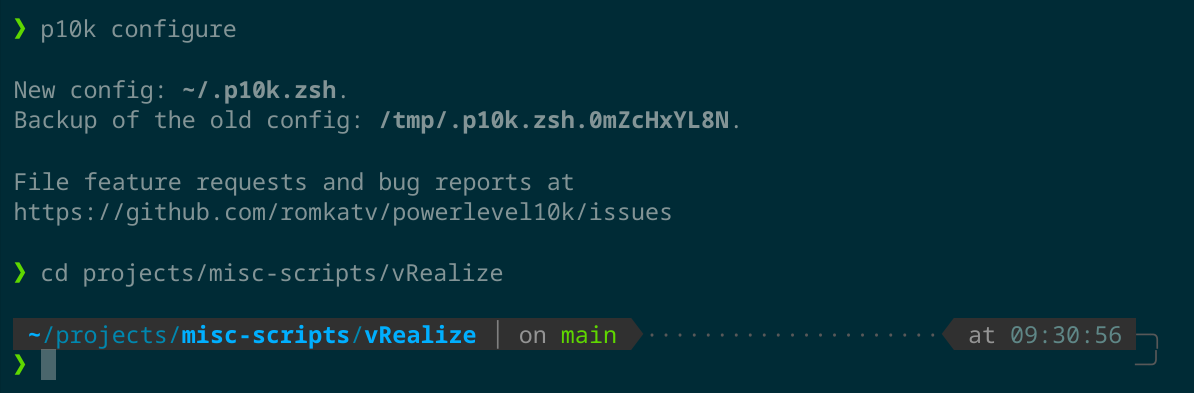 ❯ p10k configure
New config: ~/.p10k.zsh.
Backup of the old config: /tmp/.p10k.zsh.0mZcHxYL8N.
File feature requests and bug reports at
https://github.com/romkatv/powerlevel10k/issues
❯ cd projects/misc-scripts/vRealize
~/projects/misc-scripts/vRealize │ on main ···················· at 09:30:56
❯